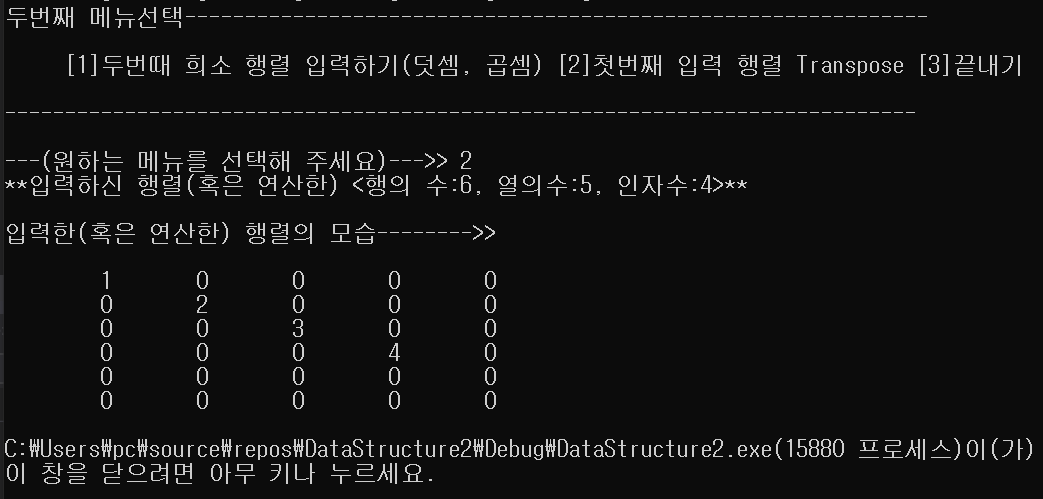 두번째 메뉴선택--------------------------------------------------------------
[1]두번때 희소 행렬 입력하기(덧셈, 곱셈) [2]첫번째 입력 행렬 Transpose [3]끝내기
----------------------------------------------------------------------------
---(원하는 메뉴를 선택해 주세요)--->> 2
**입력하신 행렬(혹은 연산한) <행의 수:6, 열의수:5, 인자수:4>**
입력한(혹은 연산한) 행렬의 모습-------->>
1 0 0 0 0
0 2 0 0 0
0 0 3 0 0
0 0 0 4 0
0 0 0 0 0
0 0 0 0 0
C:₩Users₩pc₩source₩repos₩DataStructure2₩Debug₩DataStructure2.exe(15880 프로세스)이(가)
이 창을 닫으려면 아무 키나 누르세요.